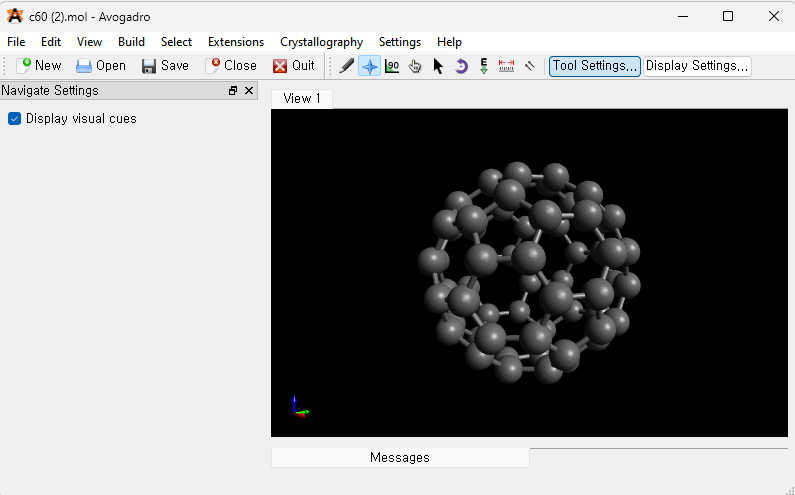 c60 (2).mol - Avogadro
File Edit View Build Select Extensions Crystallography Settings Help
New Open Save Close Quit 90 E Tool Settings... Display Settings...
Navigate Settings
View 1
Display visual cues
Messages